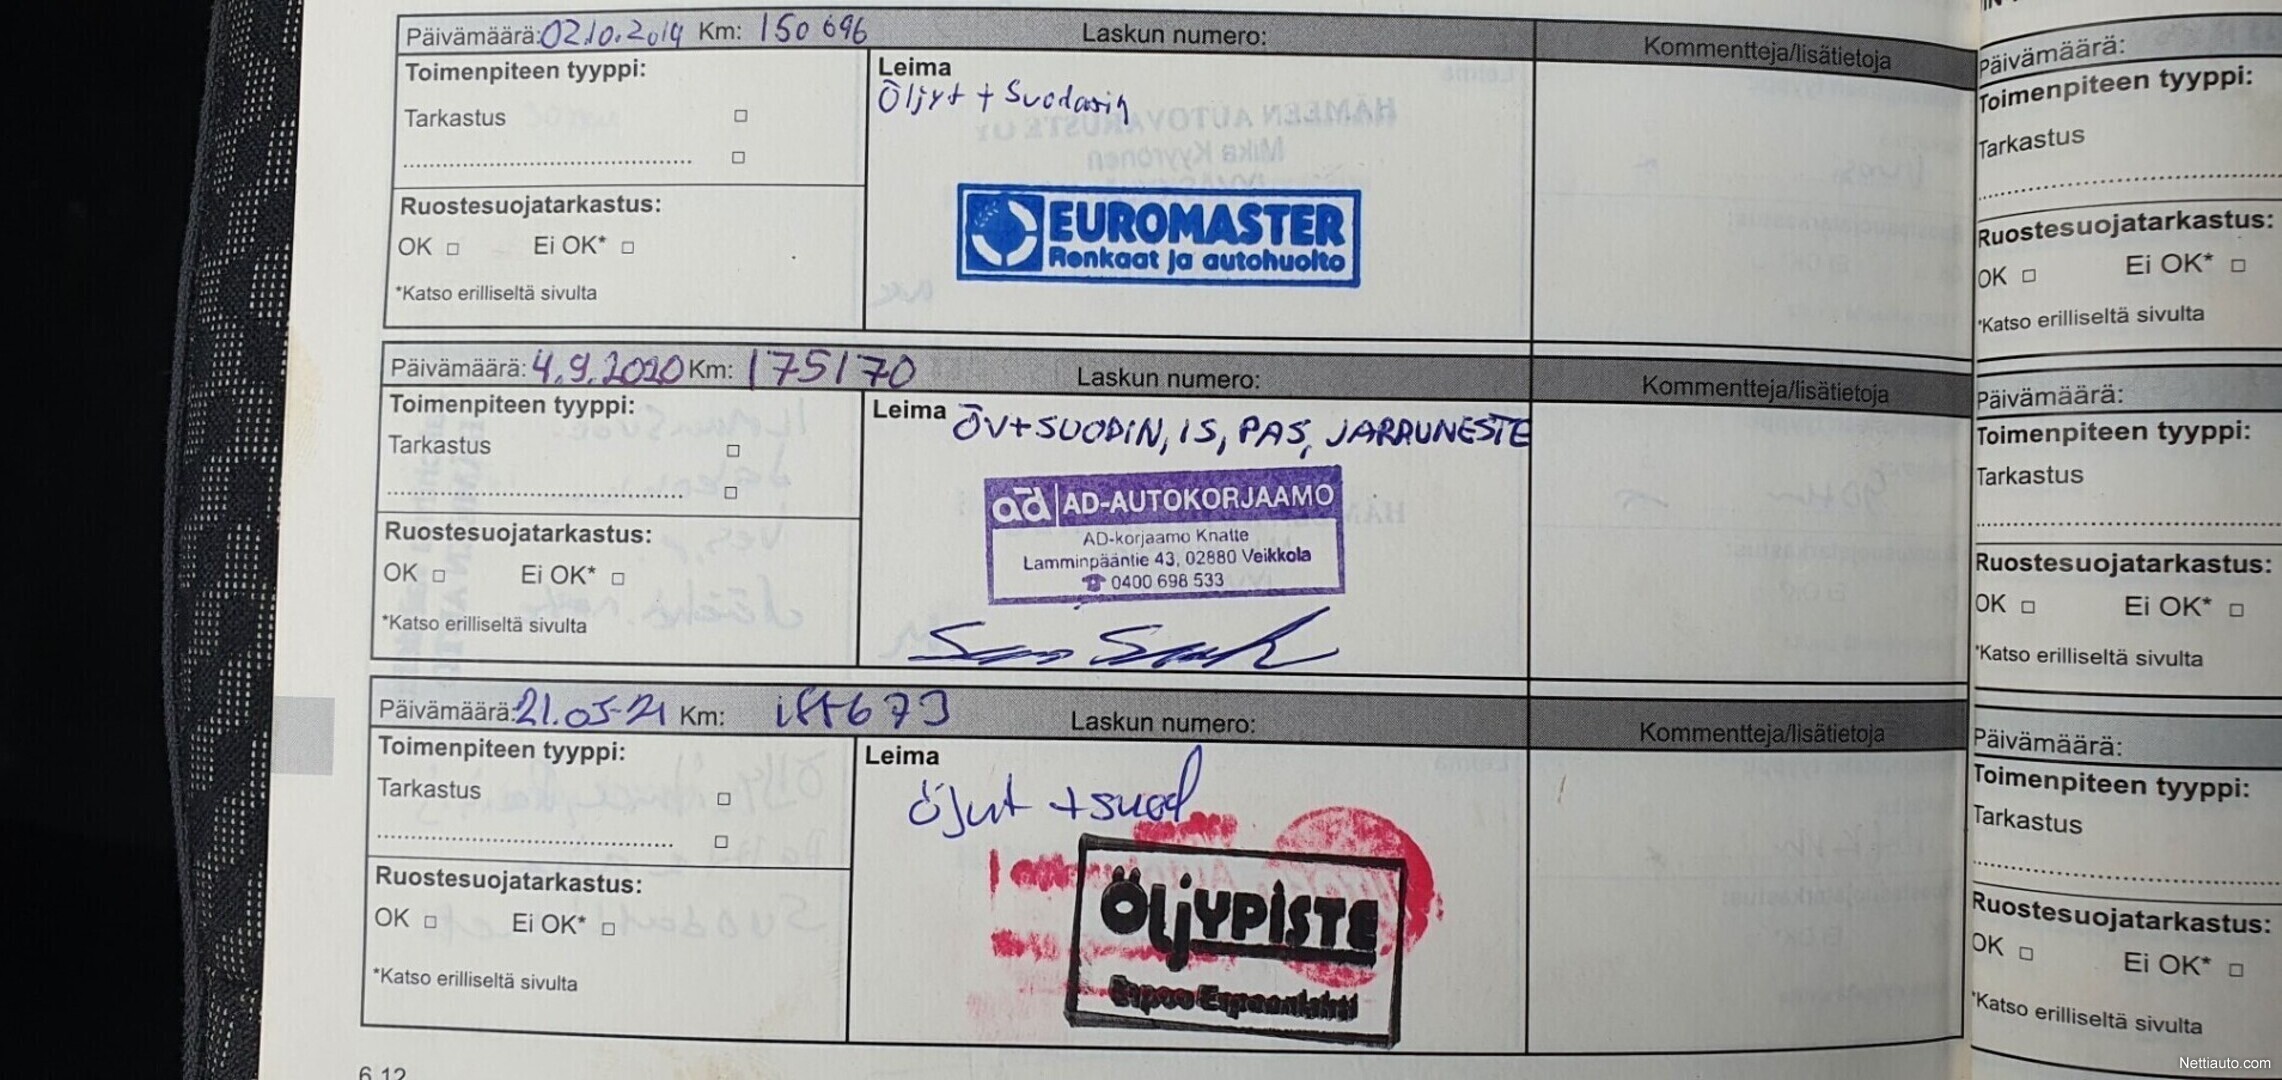 Päivämäärä: 02.10.2019 Km: 150 696 Laskun numero: Kommentteja/lisätietoja
Toimenpiteen tyyppi:
Tarkastus □
........................................ □
Ruostesuojatarkastus:
OK □ Ei OK* □
*Katso erilliseltä sivulta
Leima
Öljyt + Suodatin
EUROMASTER
Renkaat ja autohuolto
Päivämäärä: 4.9.2020 Km: 175170 Laskun numero: Kommentteja/lisätietoja
Toimenpiteen tyyppi:
Tarkastus □
........................................ □
Ruostesuojatarkastus:
OK □ Ei OK* □
*Katso erilliseltä sivulta
Leima ÖV+SUODIN, IS, PAS, JARRUNESTE
ad AD-AUTOKORJAAMO
AD-korjaamo Knatte
Lamminpääntie 43, 02880 Veikkola
☎ 0400 698 533
Päivämäärä: 21.05-21 Km: Laskun numero: Kommentteja/lisätietoja
Toimenpiteen tyyppi:
Tarkastus □
........................................ □
Ruostesuojatarkastus:
OK □ Ei OK* □
*Katso erilliseltä sivulta
Leima
öjut +suod
ÖLJYPISTE
Espoo Espoonlahti
6.12
Päivämäärä:
Toimenpiteen tyyppi:
Tarkastus
........................................
Ruostesuojatarkastus:
OK □ Ei OK* □
*Katso erilliseltä sivulta
Päivämäärä:
Toimenpiteen tyyppi:
Tarkastus
........................................
Ruostesuojatarkastus:
OK □ Ei OK* □
*Katso erilliseltä sivulta
Päivämäärä:
Toimenpiteen tyyppi:
Tarkastus
........................................
Ruostesuojatarkastus:
OK □ Ei OK* □
*Katso erilliseltä sivulta
Nettiauto.com